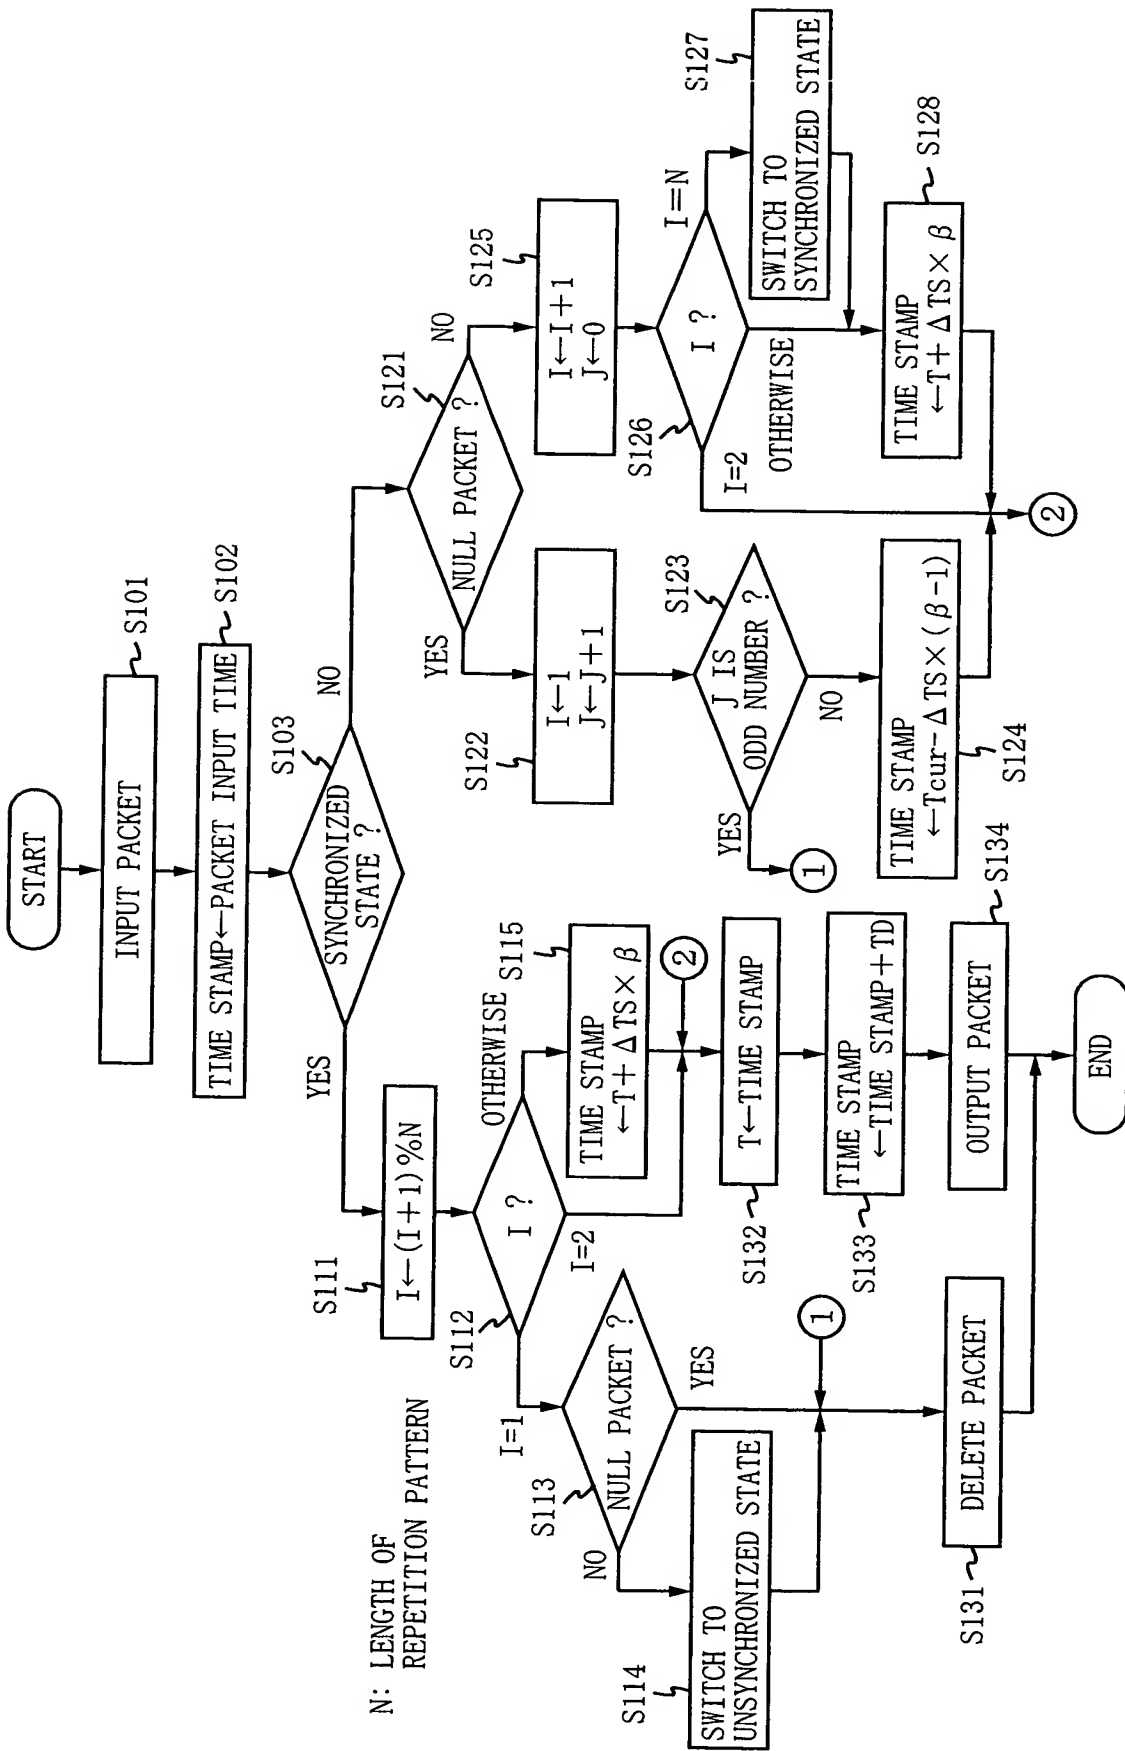 START
INPUT PACKET
S101
TIME STAMP←PACKET INPUT TIME
S102
SYNCHRONIZED
STATE ?
S103
YES
NO
S111
I←(I+1)%N
S112
I ?
I=1
I=2
OTHERWISE
S113
NULL PACKET ?
NO
YES
S114
SWITCH TO
UNSYNCHRONIZED STATE
S115
TIME STAMP
←T+ΔTS×β
N: LENGTH OF
REPETITION PATTERN
1
2
S131
DELETE PACKET
S132
T←TIME STAMP
S133
TIME STAMP
←TIME STAMP+TD
S134
OUTPUT PACKET
END
S121
NULL PACKET ?
YES
NO
S122
I←1
J←J+1
S123
J IS
ODD NUMBER ?
YES
NO
1
S124
TIME STAMP
←Tcur-ΔTS×(β-1)
S125
I←I+1
J←0
S126
I ?
I=2
OTHERWISE
I=N
S127
SWITCH TO
SYNCHRONIZED STATE
S128
TIME STAMP
←T+ΔTS×β
2